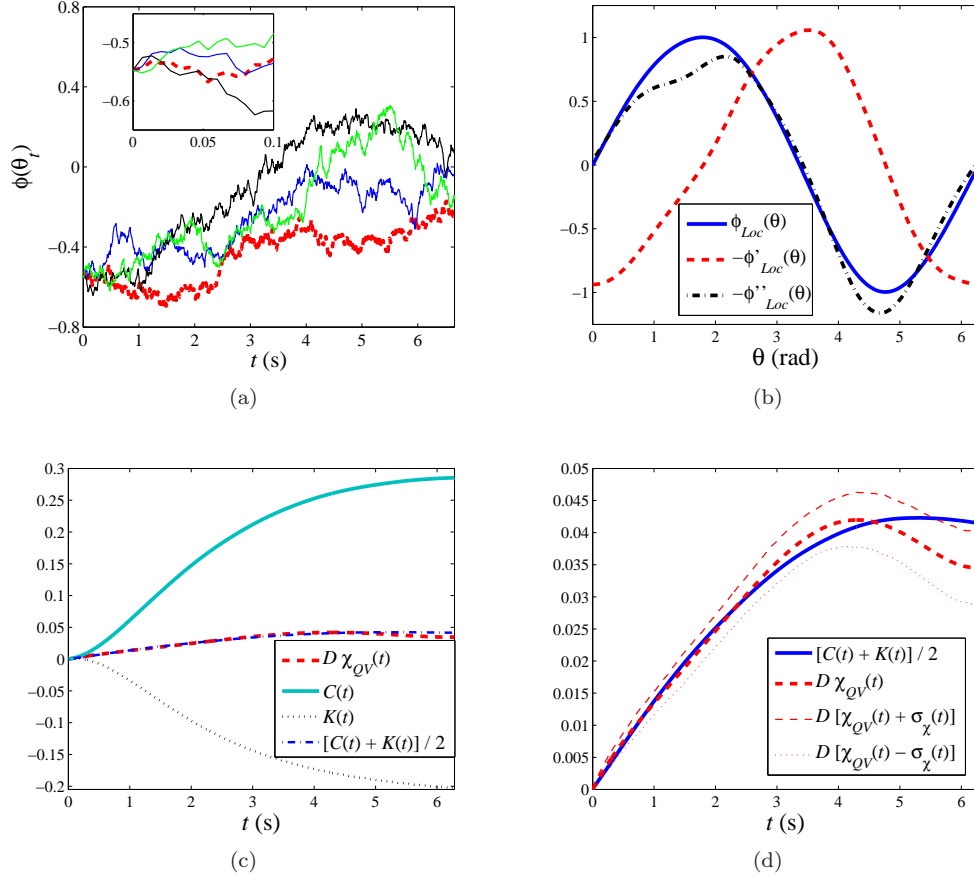 0.8
0.4
0
−0.4
−0.8
ϕ(θ_t)
−0.5
−0.6
0
0.05
0.1
0 1 2 3 4 5 6
t (s)
(a)
1
0.5
0
−0.5
−1
ϕ_Loc(θ)
−ϕ'_Loc(θ)
−ϕ''_Loc(θ)
0 1 2 3 4 5 6
θ (rad)
(b)
0.3
0.25
0.2
0.15
0.1
0.05
0
−0.05
−0.1
−0.15
−0.2
D χ_QV(t)
C(t)
K(t)
[C(t) + K(t)] / 2
0 1 2 3 4 5 6
t (s)
(c)
0.05
0.045
0.04
0.035
0.03
0.025
0.02
0.015
0.01
0.005
0
[C(t) + K(t)] / 2
D χ_QV(t)
D [χ_QV(t) + σ_χ(t)]
D [χ_QV(t) − σ_χ(t)]
0 1 2 3 4 5 6
t (s)
(d)